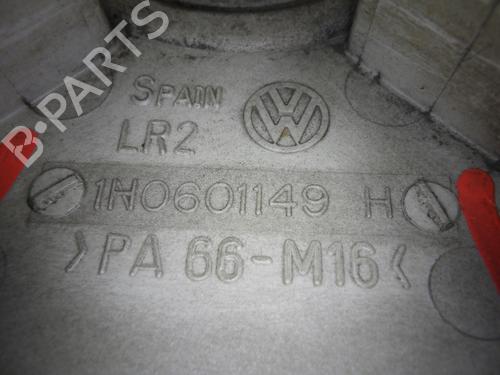 B-PARTS
SPAIN
LR2
1H0601149 H
>PA 66-M16<